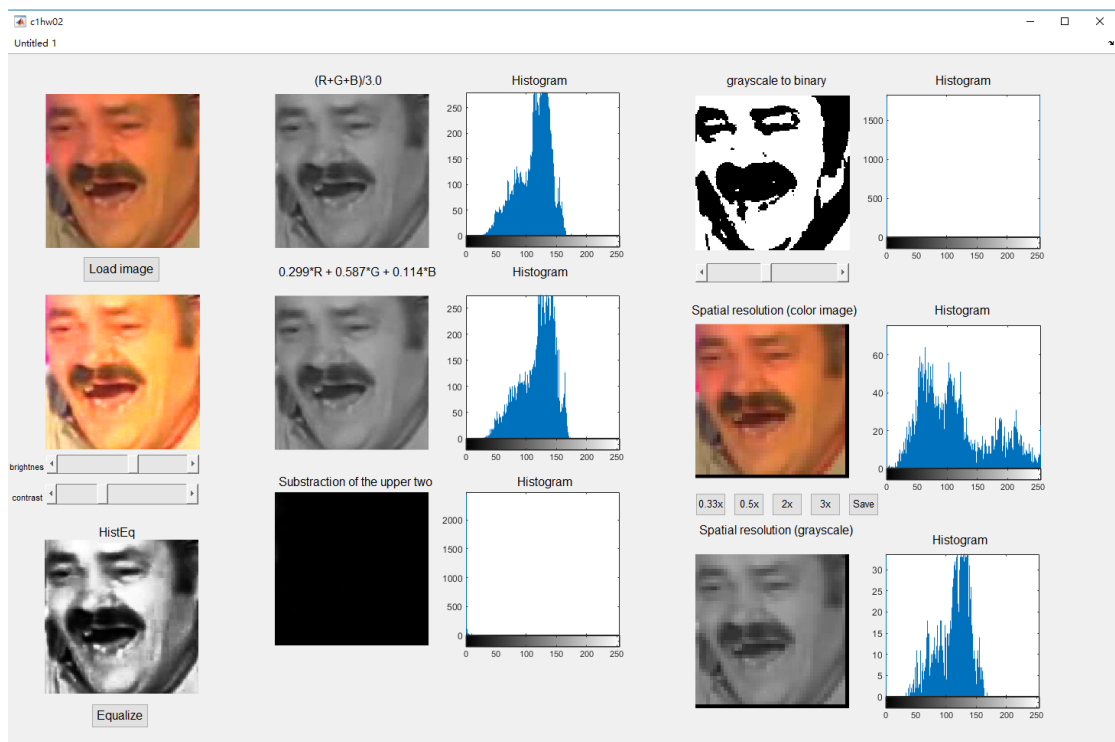 c1hw02
Untitled 1
(R+G+B)/3.0
Histogram
250
200
150
100
50
0
0 50 100 150 200 250
Load image
0.299*R + 0.587*G + 0.114*B
Histogram
250
200
150
100
50
0
0 50 100 150 200 250
brightnes
contrast
Substraction of the upper two
Histogram
2000
1500
1000
500
0
0 50 100 150 200 250
HistEq
Equalize
grayscale to binary
Histogram
1500
1000
500
0
0 50 100 150 200 250
Spatial resolution (color image)
Histogram
60
40
20
0
0 50 100 150 200 250
0.33x 0.5x 2x 3x Save
Spatial resolution (grayscale)
Histogram
30
25
20
15
10
5
0
0 50 100 150 200 250